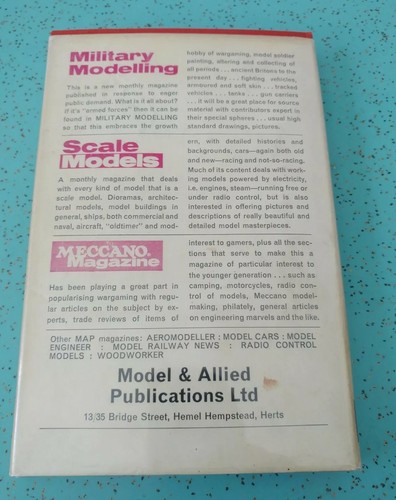 Military
Modelling
This is a new monthly magazine
published in response to eager
public demand. What is it all about?
If it's "armed forces" then it can be
found in MILITARY MODELLING
so that this embraces the growth
hobby of wargaming, model soldier
painting, altering and collecting of
all periods . . . ancient Britons to the
present day . . . fighting vehicles,
armoured and soft skin . . . tracked
vehicles . . . tanks . . . gun carriers
. . . it will be a great place for source
material with contributors expert in
their special spheres . . . usual high
standard drawings, pictures.
Scale
Models
A monthly magazine that deals
with every kind of model that is a
scale model. Dioramas, architec-
tural models, model buildings in
general, ships, both commercial and
naval, aircraft, "oldtimer" and mod-
ern, with detailed histories and
backgrounds, cars—again both old
and new—racing and not-so-racing.
Much of its content deals with work-
ing models powered by electricity,
i.e. engines, steam—running free or
under radio control, but is also
interested in offering pictures and
descriptions of really beautiful and
detailed model masterpieces.
MECCANO
Magazine
Has been playing a great part in
popularising wargaming with regu-
lar articles on the subject by ex-
perts, trade reviews of items of
interest to gamers, plus all the sec-
tions that serve to make this a
magazine of particular interest to
the younger generation . . . such as
camping, motorcycles, radio con-
trol of models, Meccano model-
making, philately, general articles
on engineering marvels and the like.
Other MAP magazines: AEROMODELLER : MODEL CARS : MODEL
ENGINEER : MODEL RAILWAY NEWS : RADIO CONTROL
MODELS : WOODWORKER
Model & Allied
Publications Ltd
13/35 Bridge Street, Hemel Hempstead, Herts